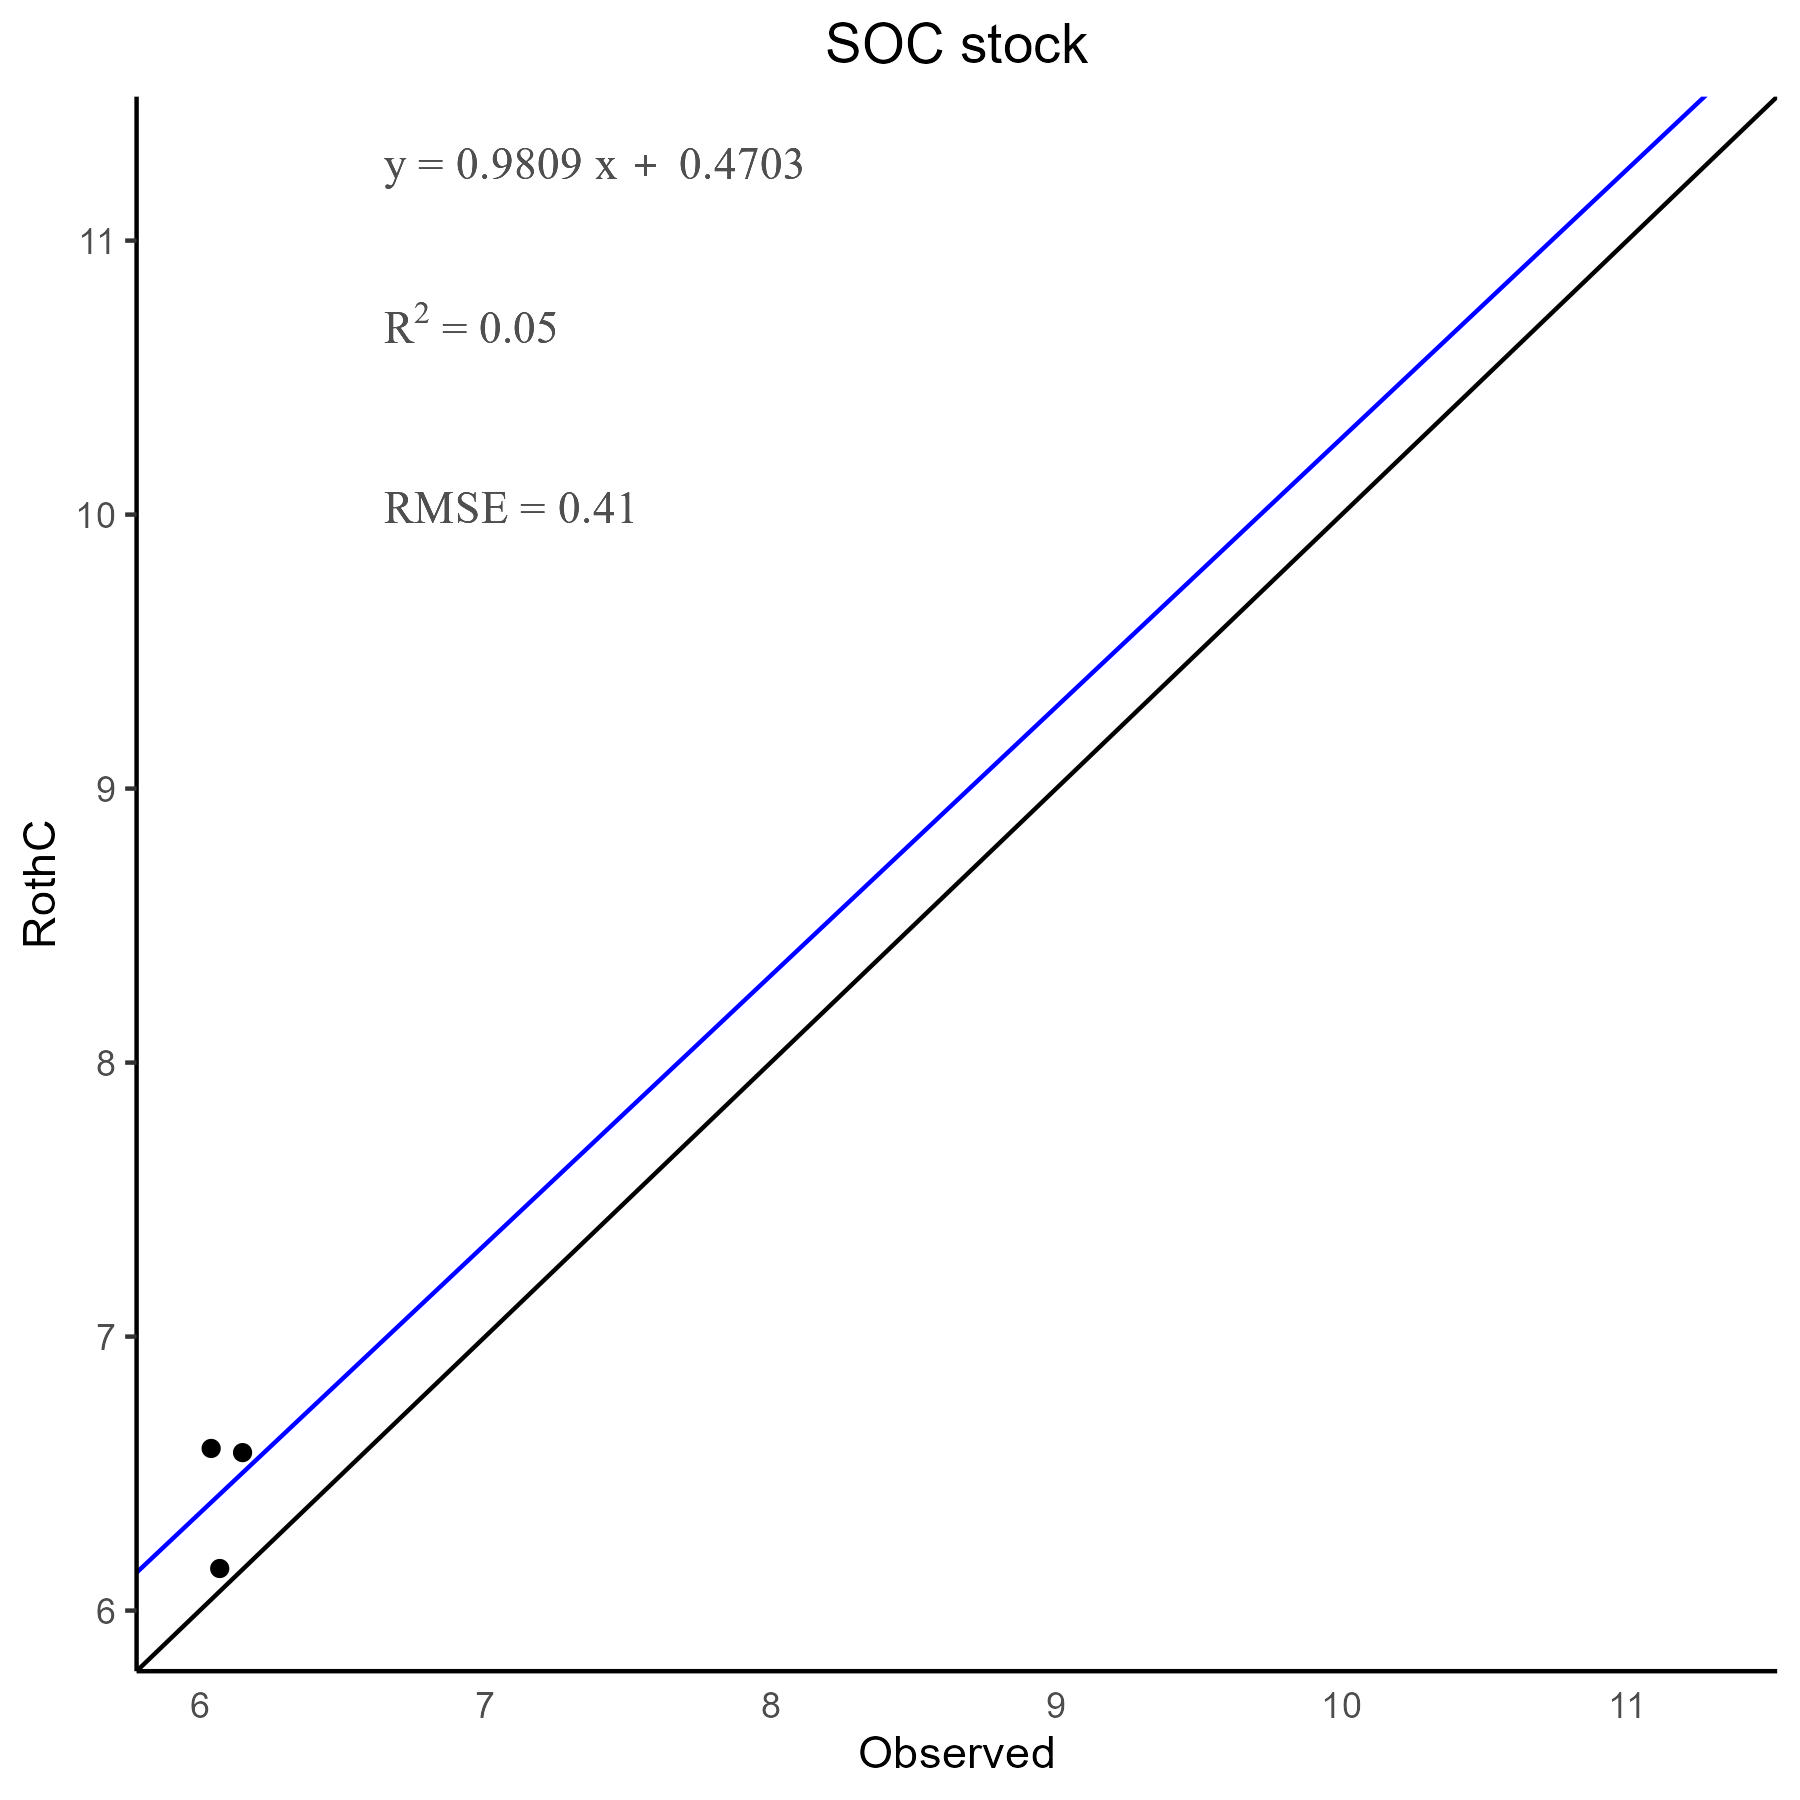 SOC stock
y = 0.9809 x + 0.4703
11
R² = 0.05
10
RMSE = 0.41
9
RothC
8
7
6
6 7 8 9 10 11
Observed